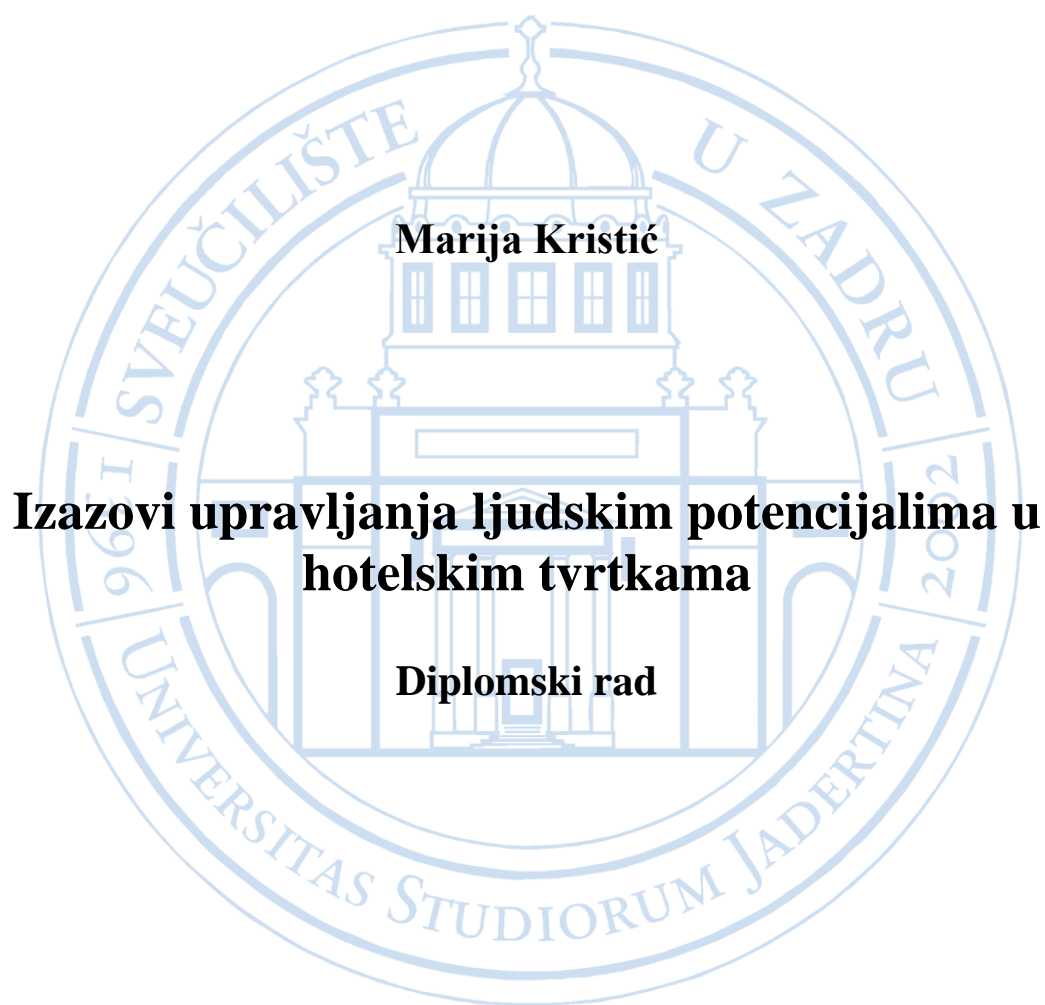 SVEUČILIŠTE U ZADRU
Marija Kristić
1396
2002
Izazovi upravljanja ljudskim potencijalima u
hotelskim tvrtkama
Diplomski rad
UNIVERSITAS STUDIORUM JADERTINA